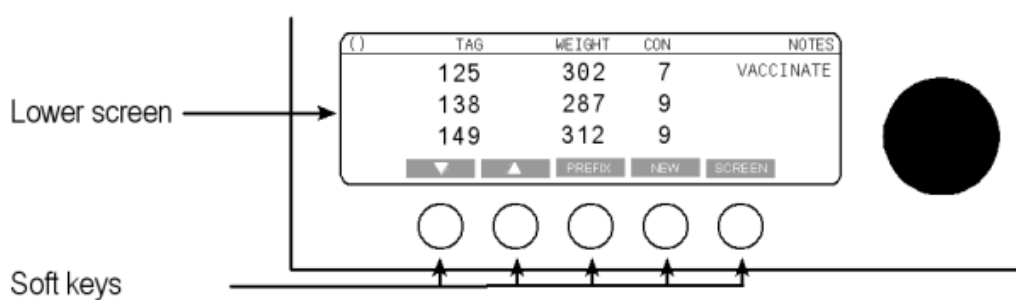 () TAG WEIGHT CON NOTES
125 302 7 VACCINATE
Lower screen
138 287 9
149 312 9
PREFIX NEW SCREEN
Soft keys